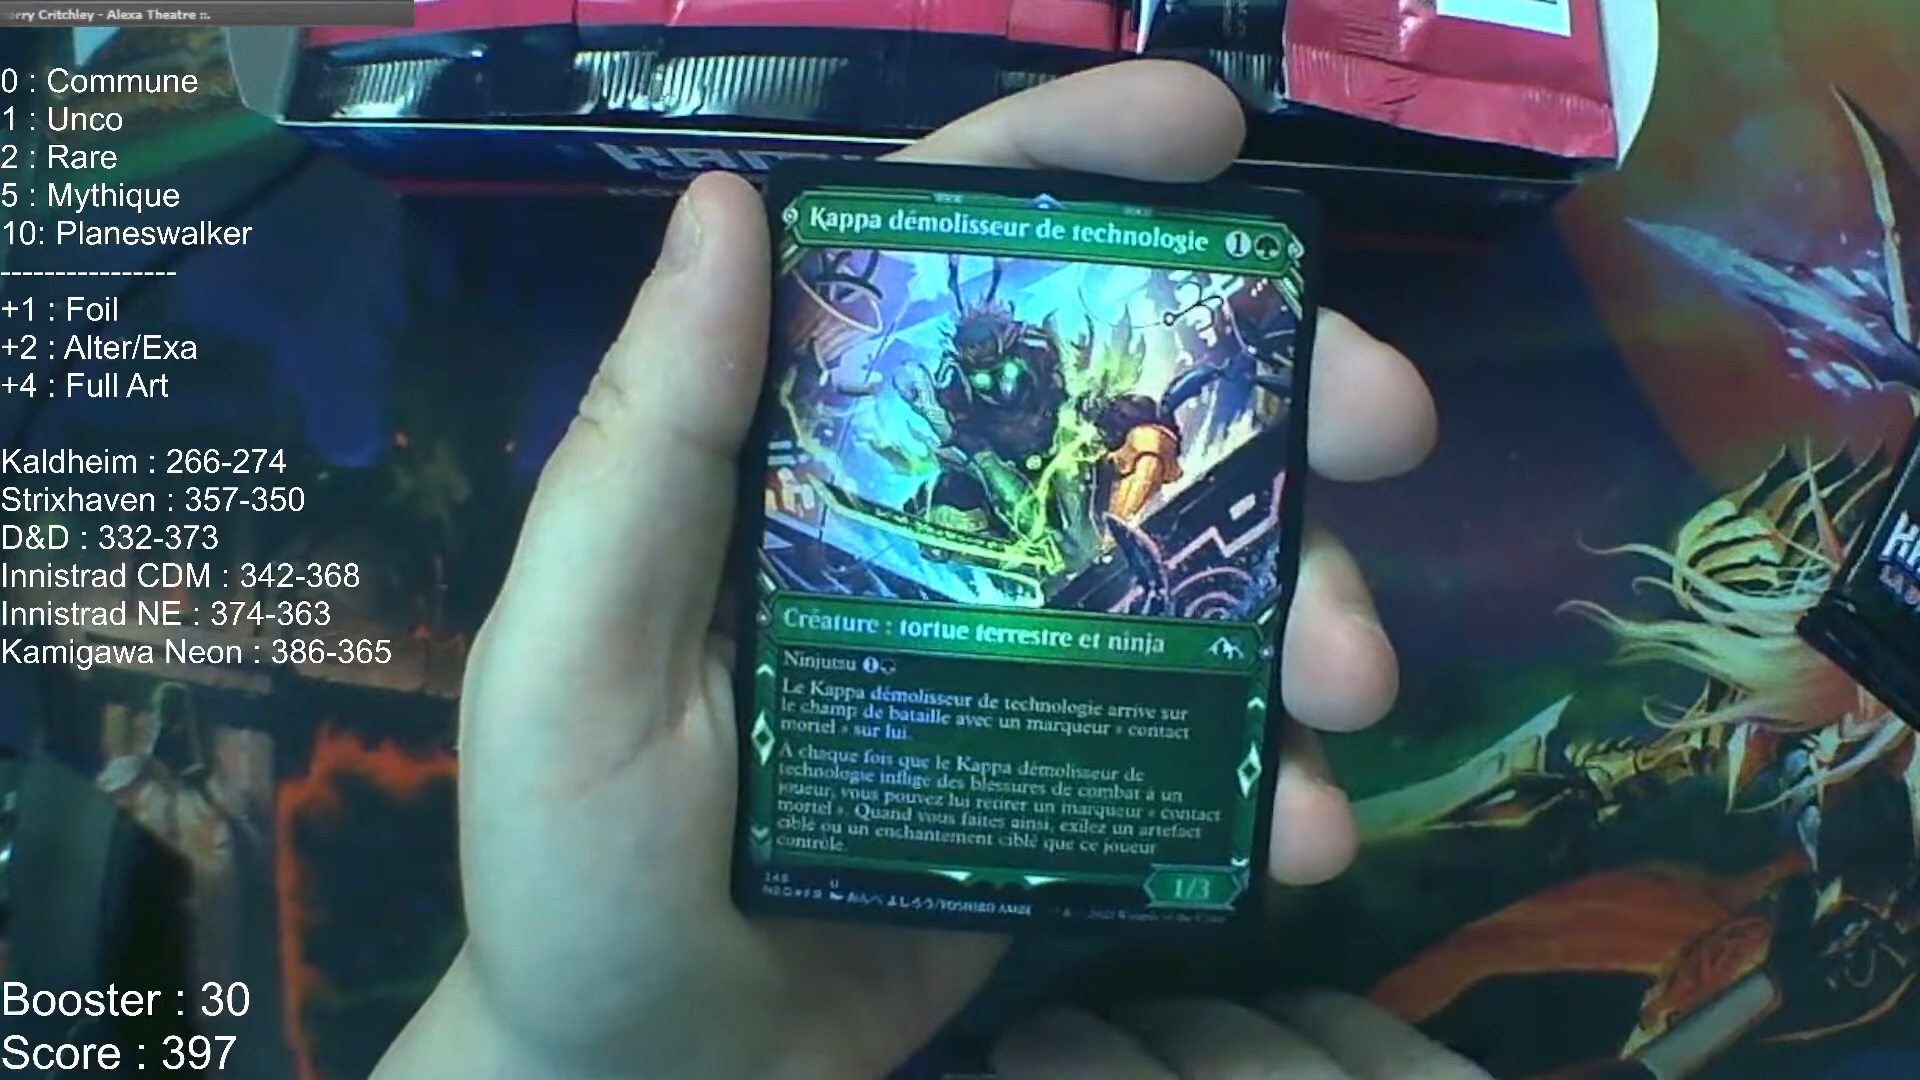 rry Critchley - Alexa Theatre ::.
0 : Commune
1 : Unco
2 : Rare
5 : Mythique
10: Planeswalker
----------------
+1 : Foil
+2 : Alter/Exa
+4 : Full Art
Kaldheim : 266-274
Strixhaven : 357-350
D&D : 332-373
Innistrad CDM : 342-368
Innistrad NE : 374-363
Kamigawa Neon : 386-365
Booster : 30
Score : 397
Kappa démolisseur de technologie 1
Créature : tortue terrestre et ninja
Ninjutsu 1
Le Kappa démolisseur de technologie arrive sur
le champ de bataille avec un marqueur « contact
mortel » sur lui.
À chaque fois que le Kappa démolisseur de
technologie inflige des blessures de combat à un
joueur, vous pouvez lui retirer un marqueur « contact
mortel ». Quand vous faites ainsi, exilez un artefact
ciblé ou un enchantement ciblé que ce joueur
contrôle.
1/3